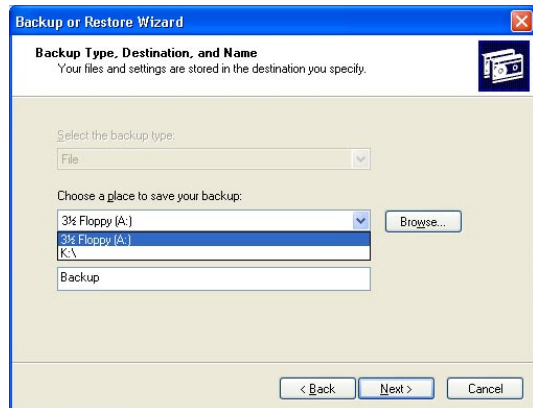 Backup or Restore Wizard
Backup Type, Destination, and Name
Your files and settings are stored in the destination you specify.
Select the backup type:
File
Choose a place to save your backup:
3½ Floppy (A:)
Browse...
3½ Floppy (A:)
K:\
Backup
< Back
Next >
Cancel